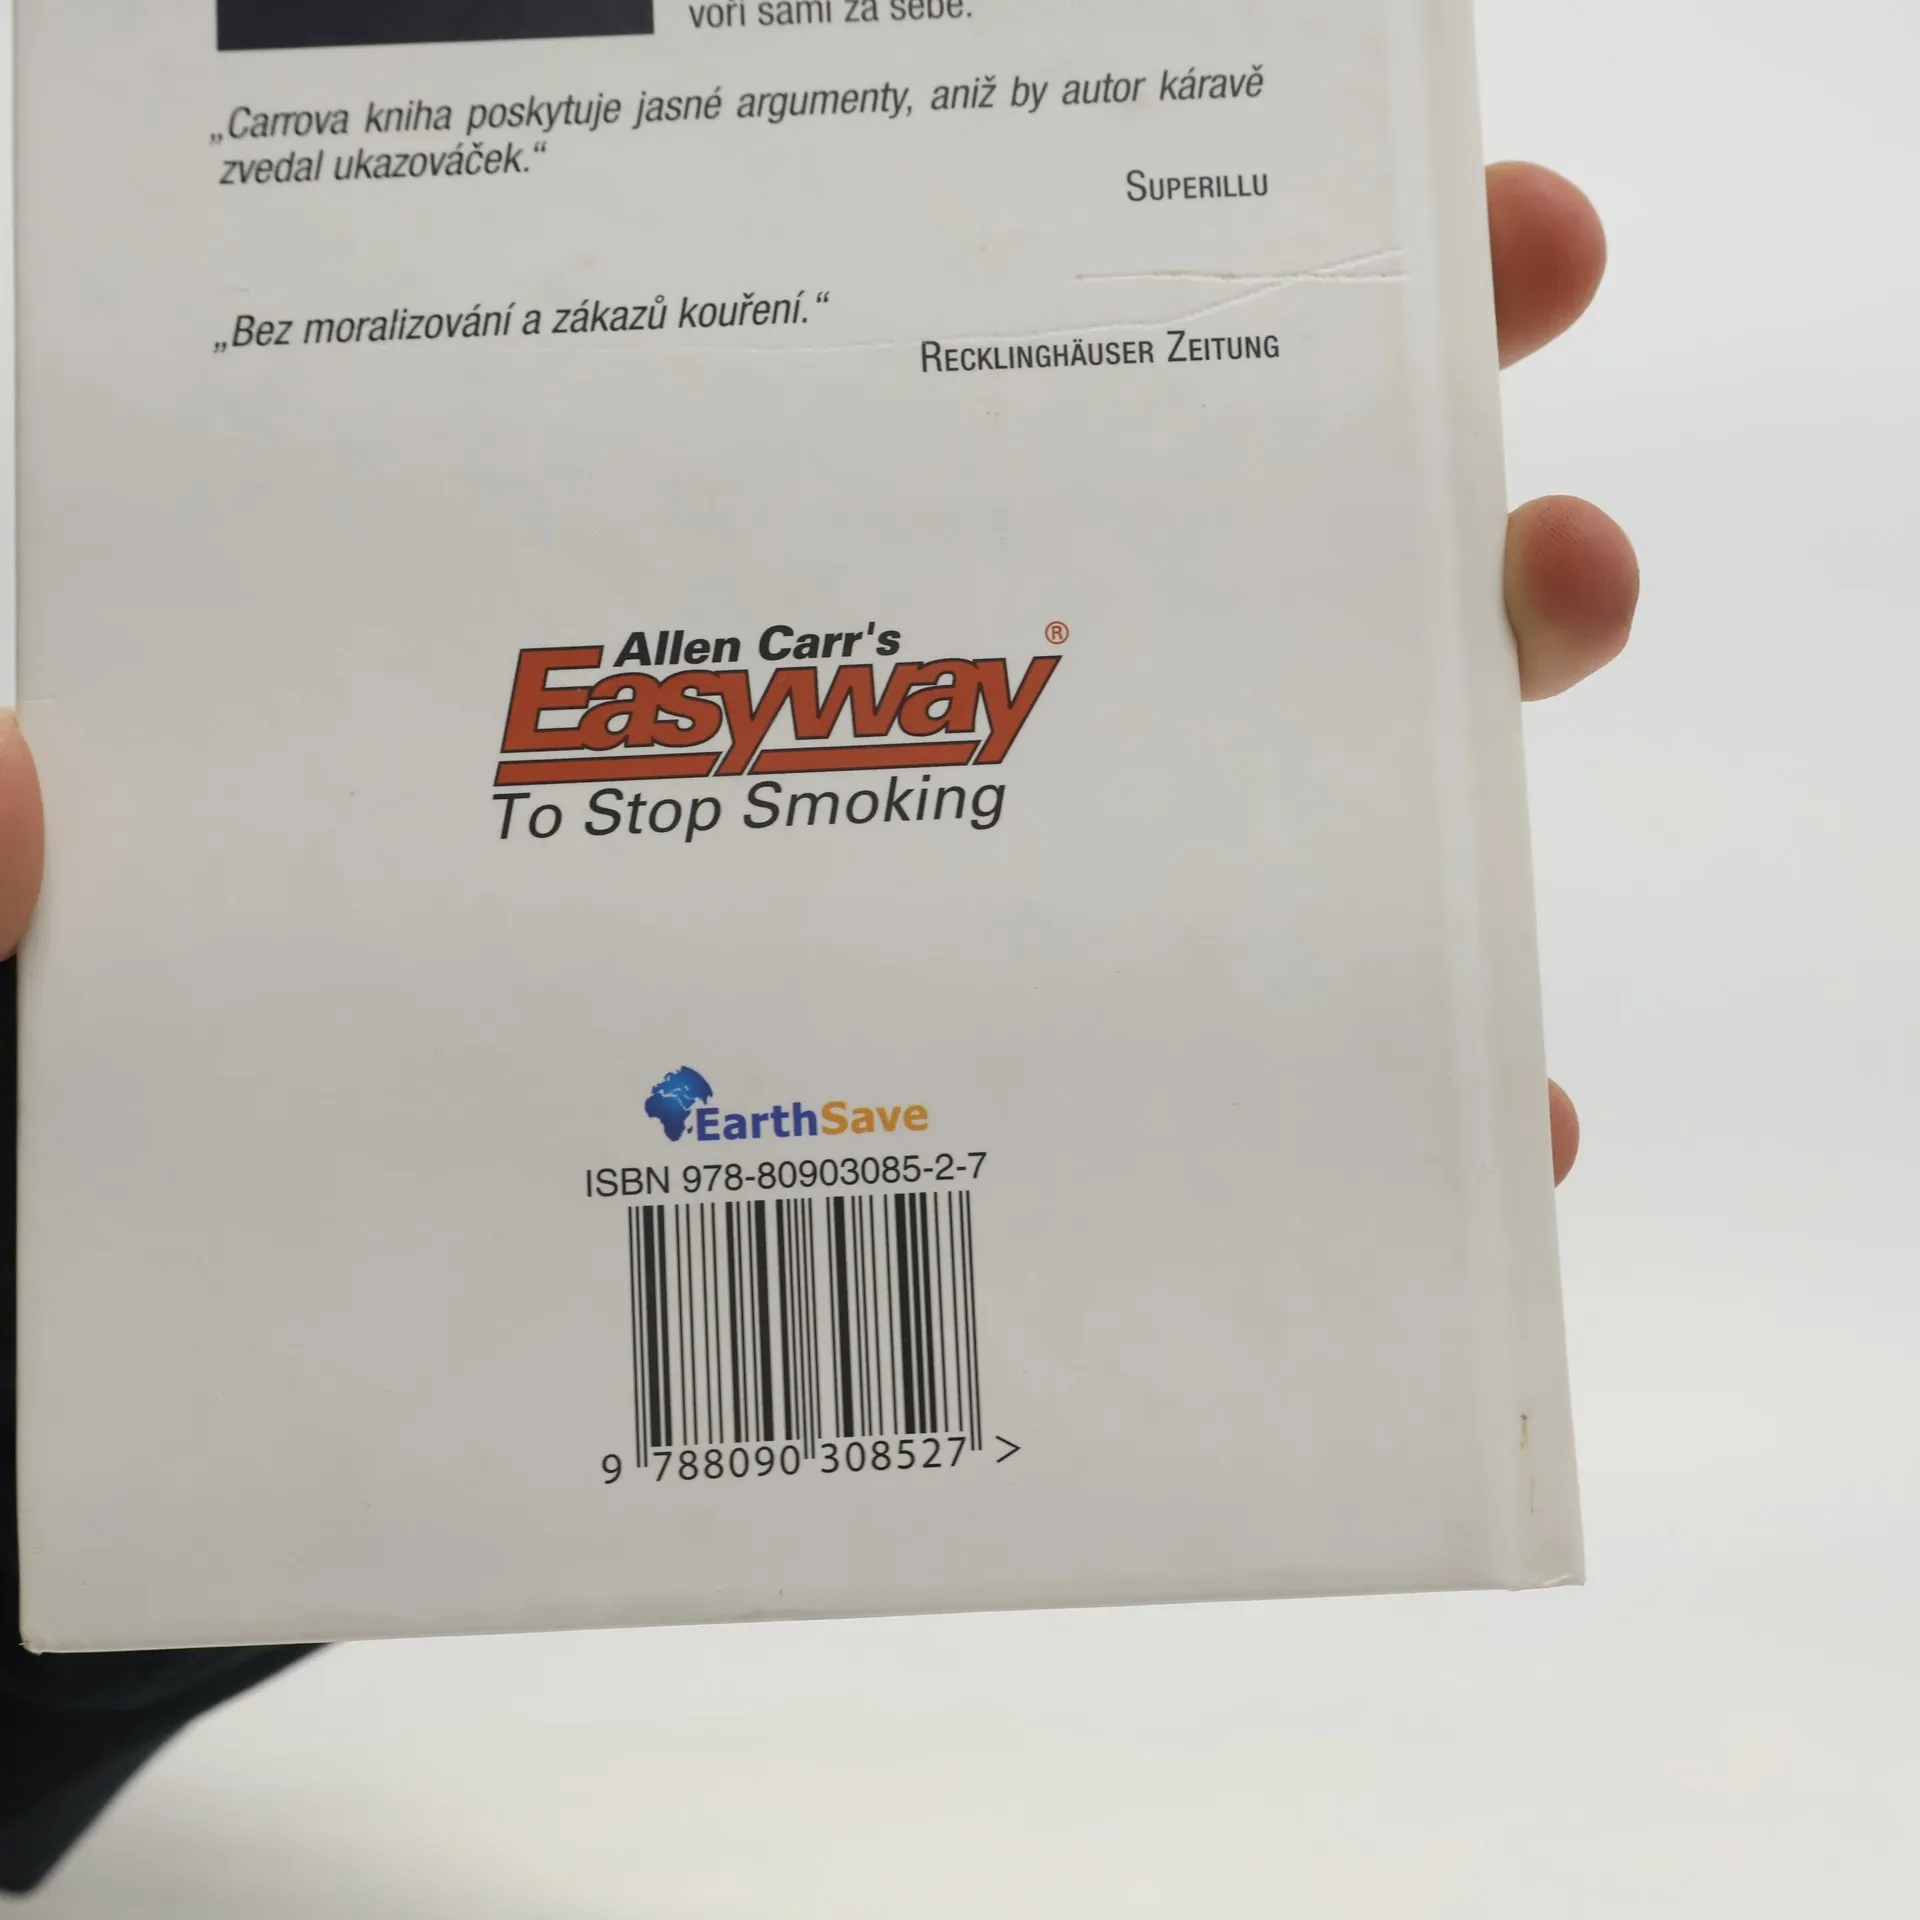 voří sami za sebe.
„Carrova kniha poskytuje jasné argumenty, aniž by autor káravě
zvedal ukazováček.“
SUPERILLU
„Bez moralizování a zákazů kouření.“
RECKLINGHÄUSER ZEITUNG
Allen Carr's
Easyway®
To Stop Smoking
EarthSave
ISBN 978-80903085-2-7
9 788090 308527 >